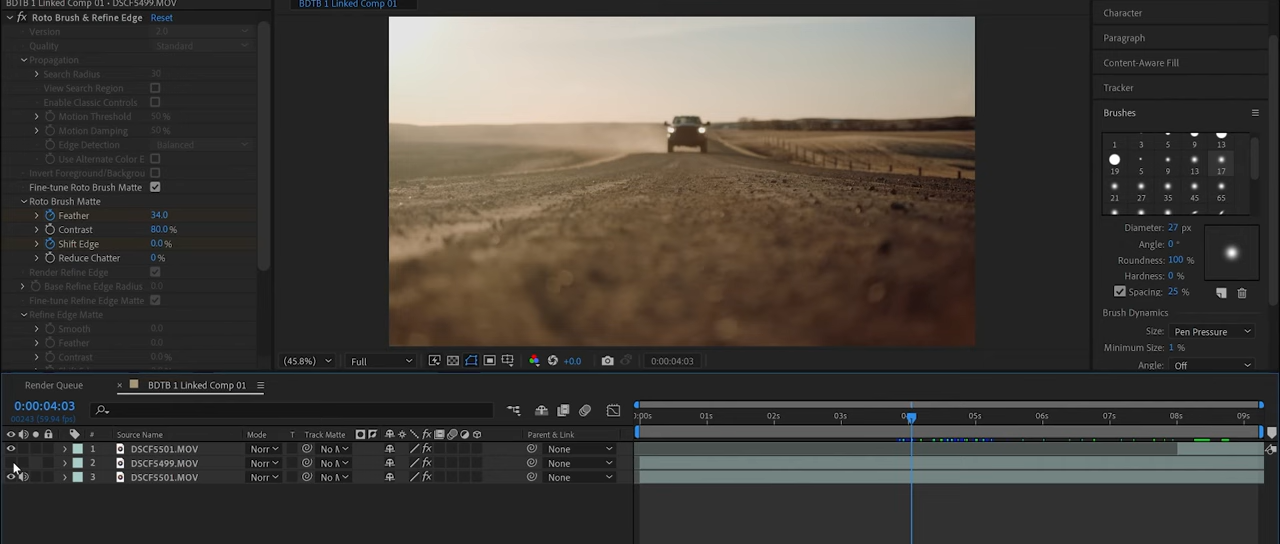 BDTB 1 Linked Comp 01 • DSCF5499.MOV
fx Roto Brush & Refine Edge Reset
Version 2.0
Quality Standard
Propagation
Search Radius 30
View Search Region
Enable Classic Controls
Motion Threshold 50 %
Motion Damping 50 %
Edge Detection Balanced
Use Alternate Color E
Invert Foreground/Backgrou
Fine-tune Roto Brush Matte
Roto Brush Matte
Feather 34.0
Contrast 80.0 %
Shift Edge 0.0 %
Reduce Chatter 0 %
Render Refine Edge
Base Refine Edge Radius 0.0
Fine-tune Refine Edge Matte
Refine Edge Matte
Smooth 0.0
Feather 0.0
Contrast 0.0 %
BDTB 1 Linked Comp 01
(45.8%) Full +0.0 0:00:04:03
Character
Paragraph
Content-Aware Fill
Tracker
Brushes
1 3 5 9 13
19 5 9 13 17
21 27 35 45 65
Diameter: 27 px
Angle: 0 °
Roundness: 100 %
Hardness: 0 %
Spacing: 25 %
Brush Dynamics
Size: Pen Pressure
Minimum Size: 1 %
Angle: Off
Render Queue × BDTB 1 Linked Comp 01
0:00:04:03
00243 (59.94 fps)
0:00s 01s 02s 03s 05s 06s 07s 08s 09s
# Source Name Mode T Track Matte fx Parent & Link
1 DSCF5501.MOV Norr No M fx None
2 DSCF5499.MOV Norr No M fx None
3 DSCF5501.MOV Norr No M fx None